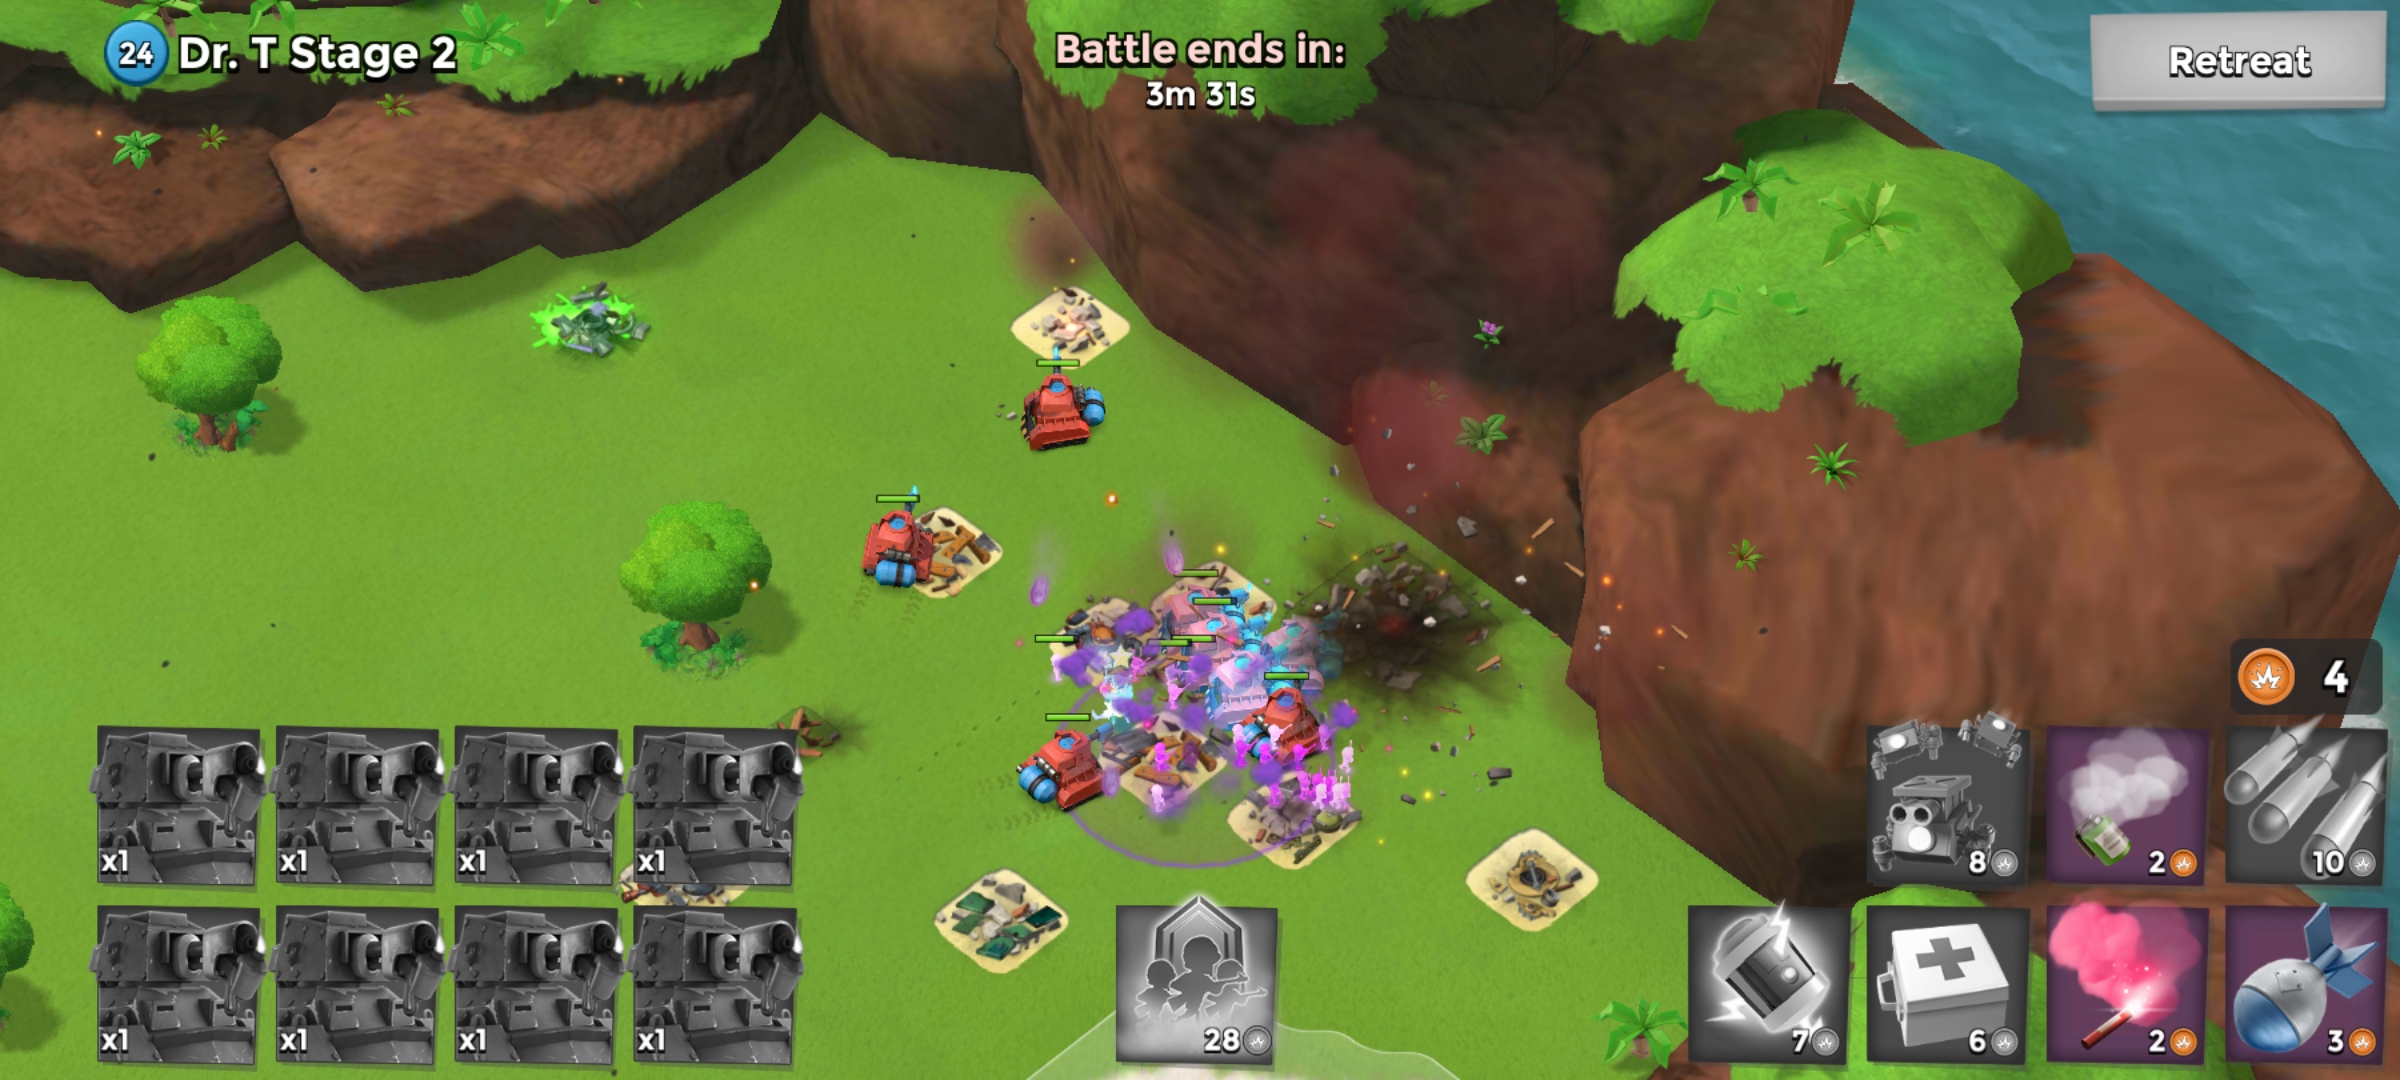 24 Dr. T Stage 2
Battle ends in:
3m 31s
Retreat
4
x1 x1 x1 x1
8 2 10
x1 x1 x1 x1
28
7 6 2 3